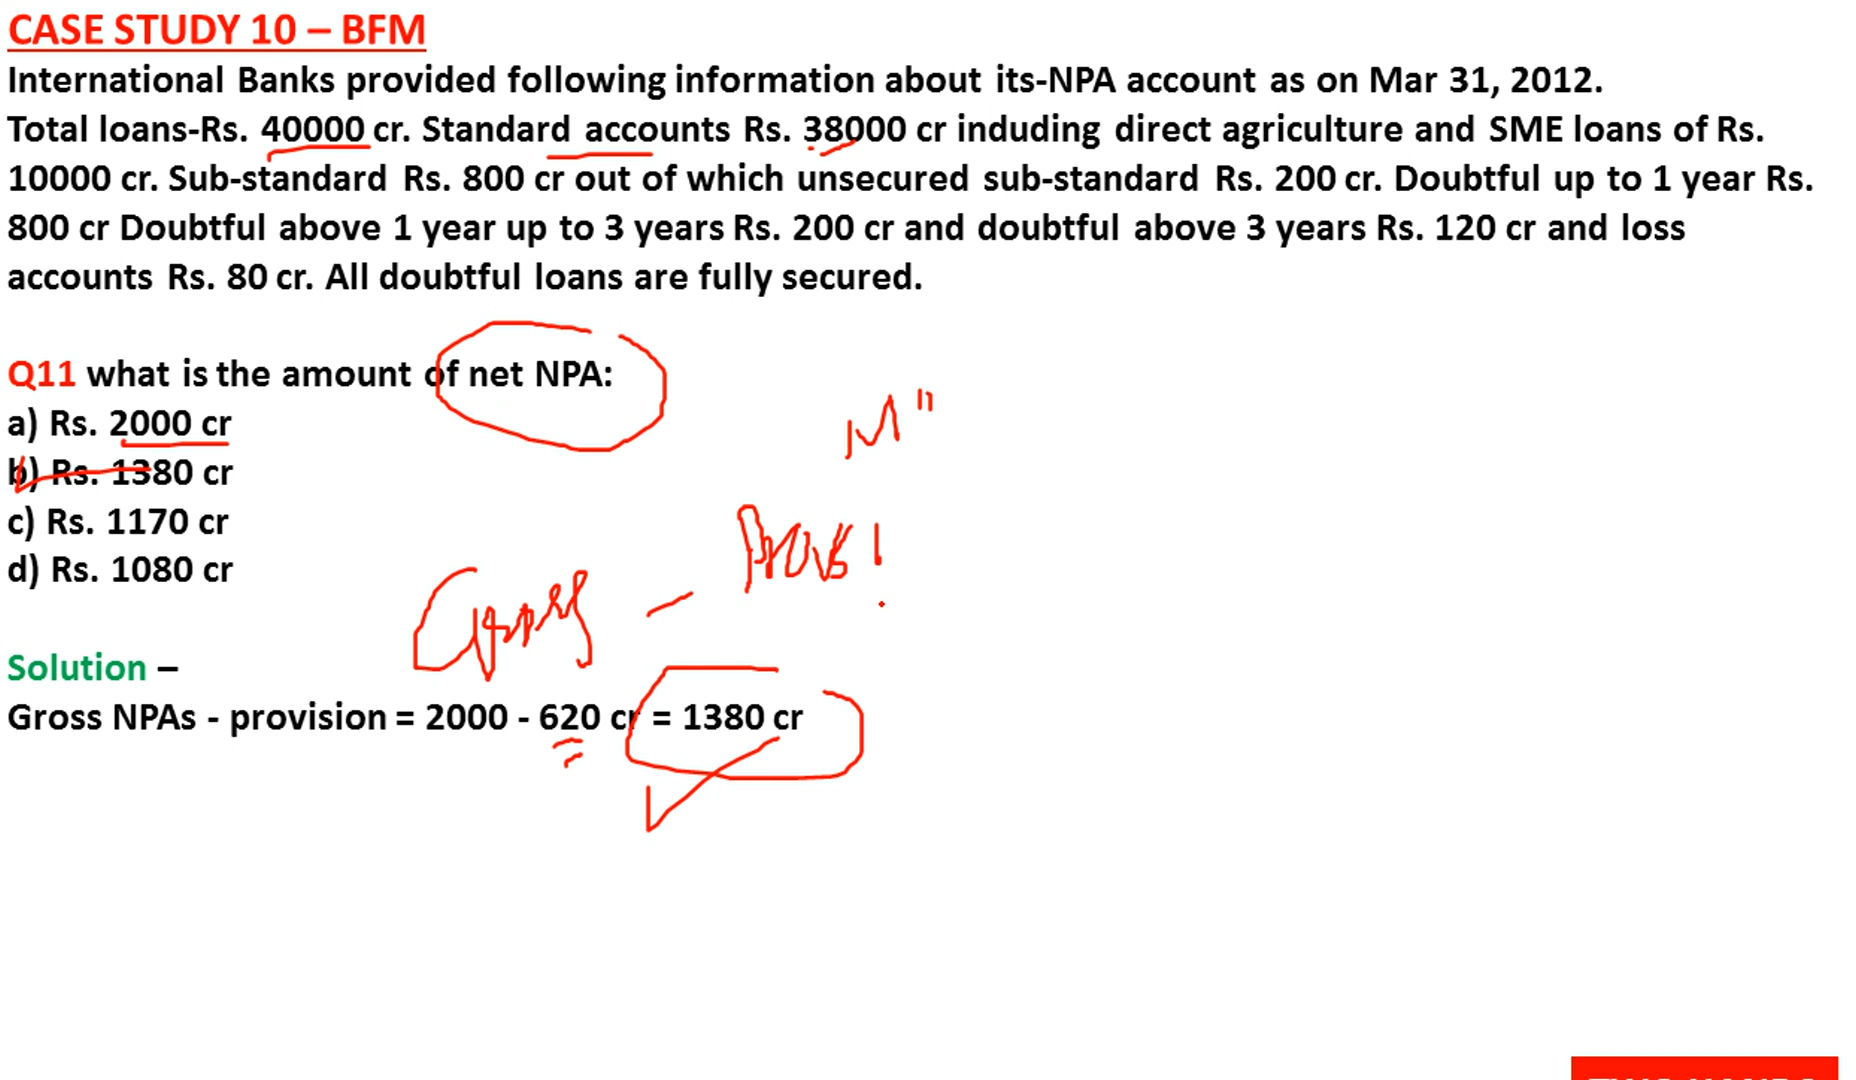 CASE STUDY 10 – BFM
International Banks provided following information about its-NPA account as on Mar 31, 2012.
Total loans-Rs. 40000 cr. Standard accounts Rs. 38000 cr induding direct agriculture and SME loans of Rs.
10000 cr. Sub-standard Rs. 800 cr out of which unsecured sub-standard Rs. 200 cr. Doubtful up to 1 year Rs.
800 cr Doubtful above 1 year up to 3 years Rs. 200 cr and doubtful above 3 years Rs. 120 cr and loss
accounts Rs. 80 cr. All doubtful loans are fully secured.
Q11 what is the amount of net NPA:
a) Rs. 2000 cr
b) Rs. 1380 cr
c) Rs. 1170 cr
d) Rs. 1080 cr
Gross – Prov
Solution –
Gross NPAs - provision = 2000 - 620 cr = 1380 cr